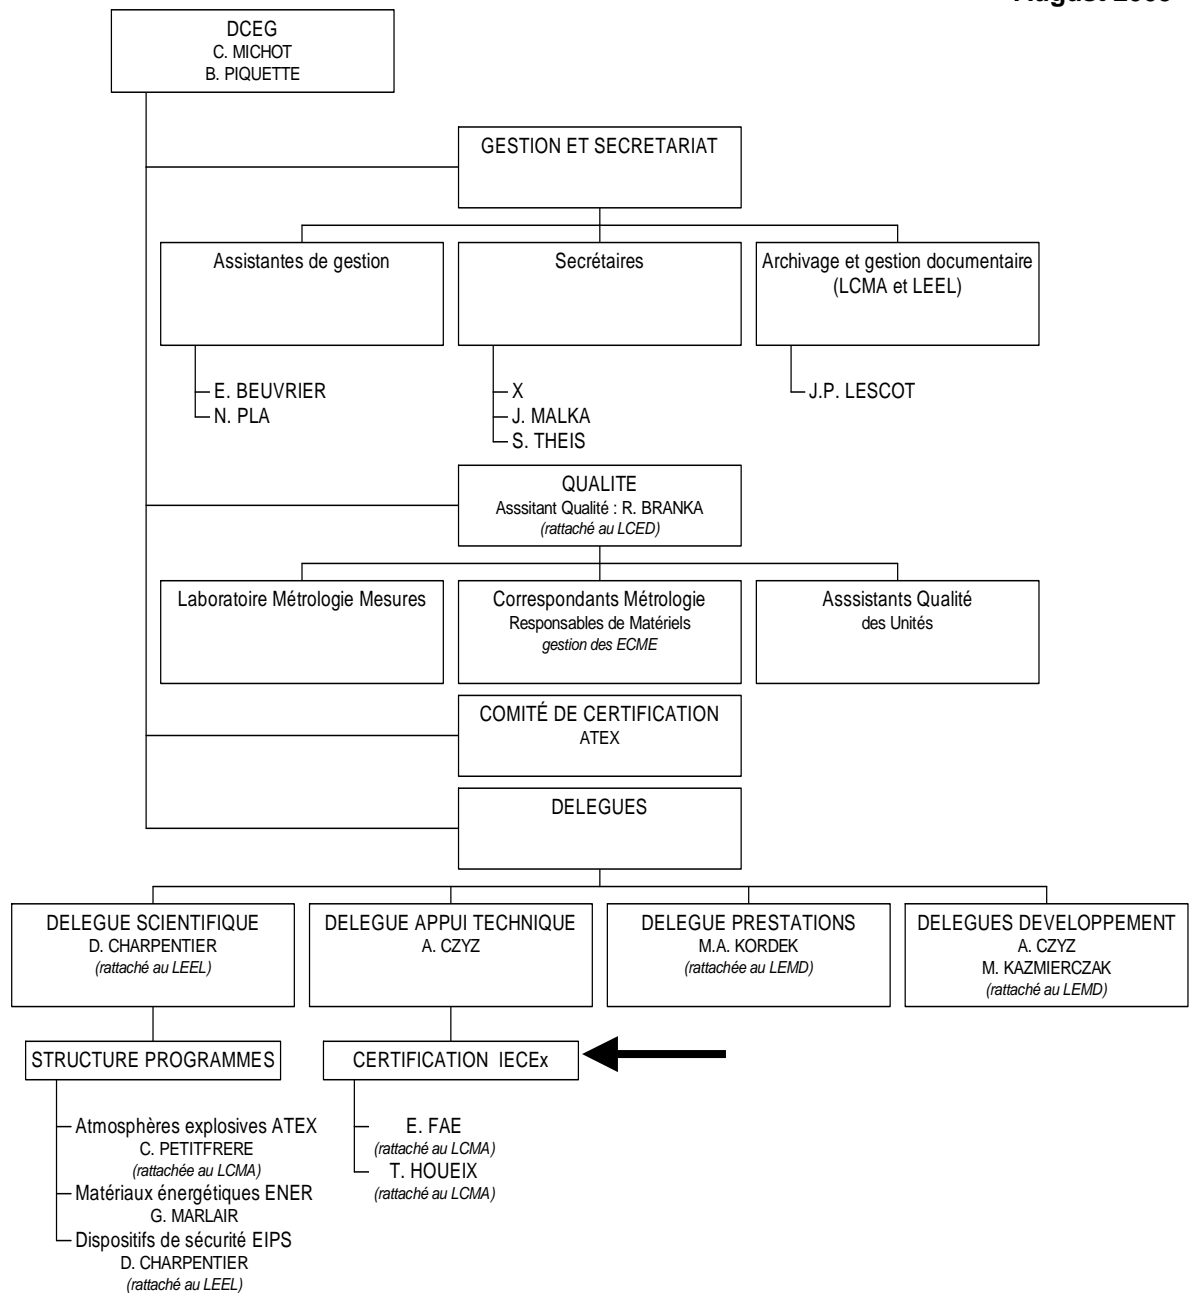 DCEG
C. MICHOT
B. PIQUETTE
GESTION ET SECRETARIAT
Assistantes de gestion
Secrétaires
Archivage et gestion documentaire
(LCMA et LEEL)
E. BEUVRIER
N. PLA
X
J. MALKA
S. THEIS
J.P. LESCOT
QUALITE
Asssitant Qualité : R. BRANKA
(rattaché au LCED)
Laboratoire Métrologie Mesures
Correspondants Métrologie
Responsables de Matériels
gestion des ECME
Asssistants Qualité
des Unités
COMITÉ DE CERTIFICATION
ATEX
DELEGUES
DELEGUE SCIENTIFIQUE
D. CHARPENTIER
(rattaché au LEEL)
DELEGUE APPUI TECHNIQUE
A. CZYZ
DELEGUE PRESTATIONS
M.A. KORDEK
(rattachée au LEMD)
DELEGUES DEVELOPPEMENT
A. CZYZ
M. KAZMIERCZAK
(rattaché au LEMD)
STRUCTURE PROGRAMMES
Atmosphères explosives ATEX
C. PETITFRERE
(rattachée au LCMA)
Matériaux énergétiques ENER
G. MARLAIR
Dispositifs de sécurité EIPS
D. CHARPENTIER
(rattaché au LEEL)
CERTIFICATION IECEx
E. FAE
(rattaché au LCMA)
T. HOUEIX
(rattaché au LCMA)